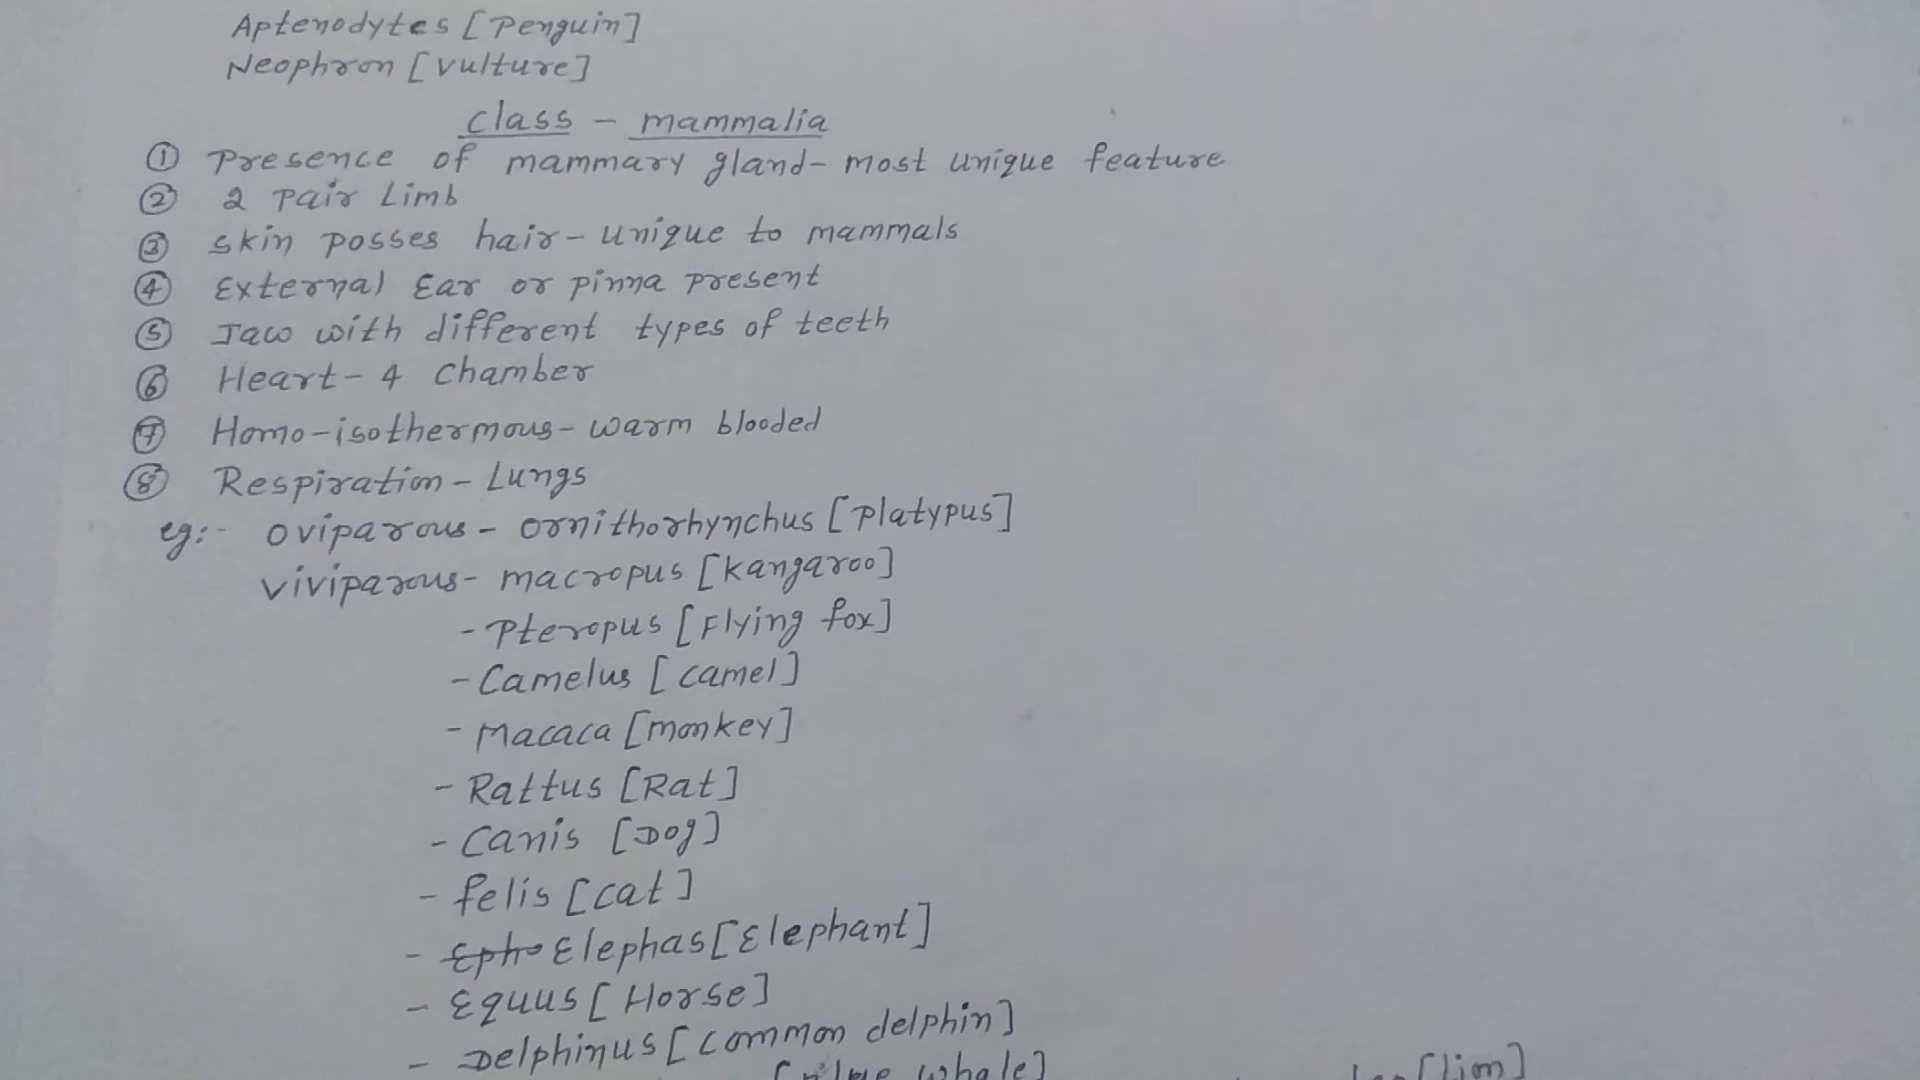 Aptenodytes [Penguin]
Neophron [vulture]
class - mammalia
① Presence of mammary gland- most unique feature
② 2 Pair Limb
③ skin posses hair- unique to mammals
④ External Ear or pinna present
⑤ Jaw with different types of teeth
⑥ Heart- 4 chamber
⑦ Homo-isothermous- warm blooded
⑧ Respiration - Lungs
eg:- oviparous - ornithorhynchus [platypus]
viviparous- macropus [kangaroo]
- Pteropus [Flying fox]
- Camelus [camel]
- Macaca [monkey]
- Rattus [Rat]
- Canis [Dog]
- felis [cat]
- Epho Elephas [Elephant]
- Equus [Horse]
- Delphinus [common delphin]
whale] [lion]